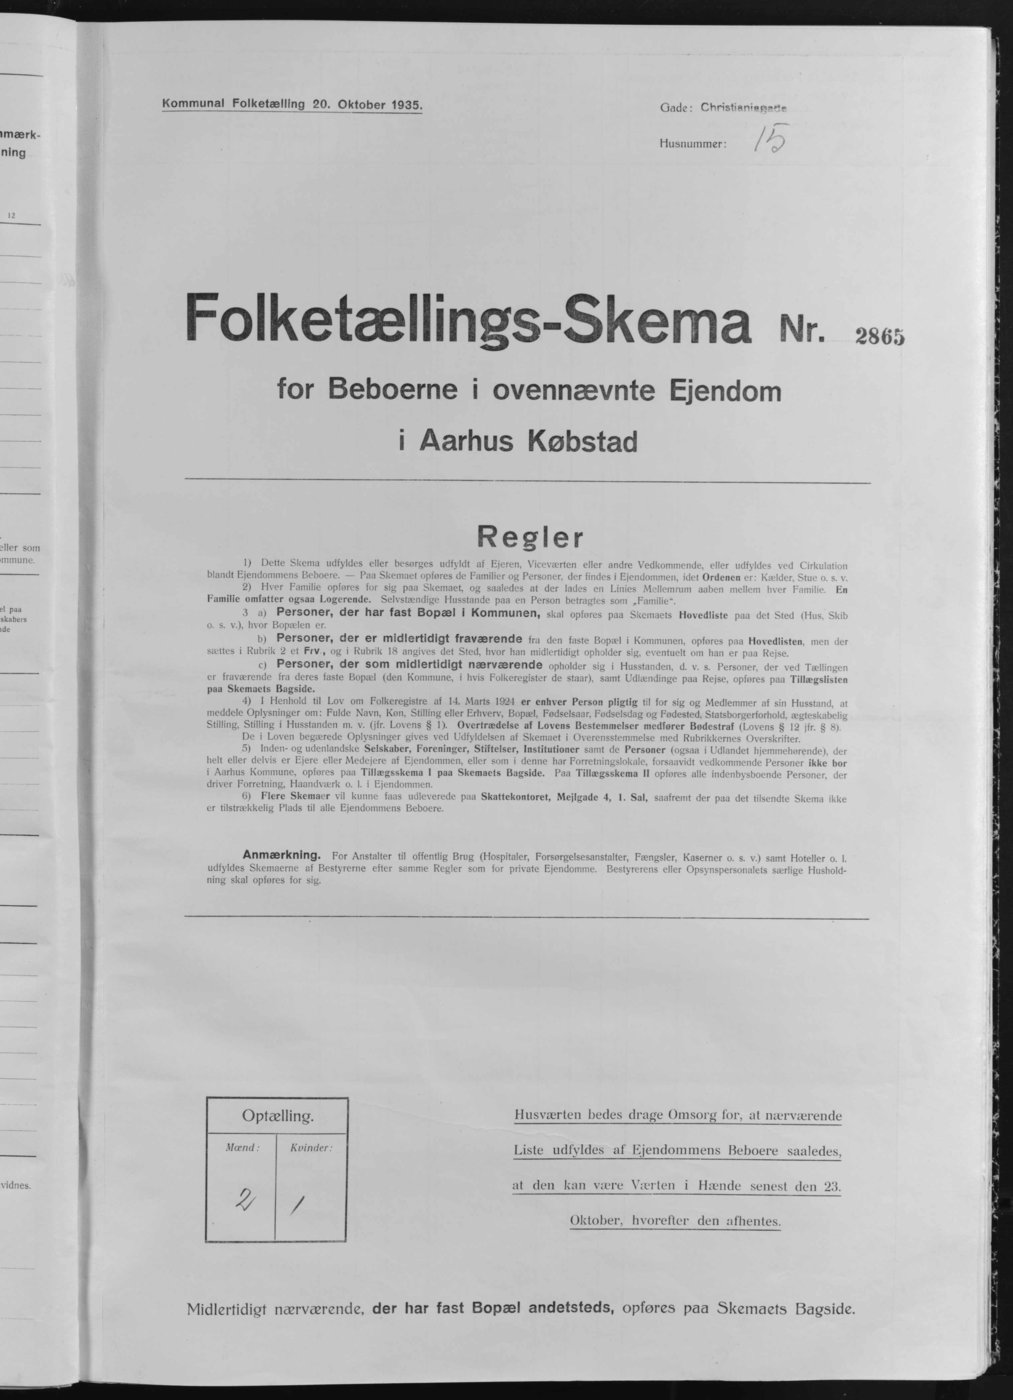 nmærk-
ning
12
eller som
ommune.
el paa
skabers
nde
vidnes.
Kommunal Folketælling 20. Oktober 1935.
Gade: Christiansgade
Husnummer: 15
Folketællings-Skema Nr. 2865
for Beboerne i ovennævnte Ejendom
i Aarhus Købstad
Regler
1) Dette Skema udfyldes eller besørges udfyldt af Ejeren, Viceværten eller andre Vedkommende, eller udfyldes ved Cirkulation
blandt Ejendommens Beboere. — Paa Skemaet opføres de Familier og Personer, der findes i Ejendommen, idet Ordenen er: Kælder, Stue o. s. v.
2) Hver Familie opføres for sig paa Skemaet, og saaledes at der lades en Linies Mellemrum aaben mellem hver Familie. En
Familie omfatter ogsaa Logerende. Selvstændige Husstande paa en Person betragtes som „Familie".
3 a) Personer, der har fast Bopæl i Kommunen, skal opføres paa Skemaets Hovedliste paa det Sted (Hus, Skib
o. s. v.), hvor Bopælen er.
b) Personer, der er midlertidigt fraværende fra den faste Bopæl i Kommunen, opføres paa Hovedlisten, men der
sættes i Rubrik 2 et Frv., og i Rubrik 18 angives det Sted, hvor han midlertidigt opholder sig, eventuelt om han er paa Rejse.
c) Personer, der som midlertidigt nærværende opholder sig i Husstanden, d. v. s. Personer, der ved Tællingen
er fraværende fra deres faste Bopæl (den Kommune, i hvis Folkeregister de staar), samt Udlændinge paa Rejse, opføres paa Tillægslisten
paa Skemaets Bagside.
4) I Henhold til Lov om Folkeregistre af 14. Marts 1924 er enhver Person pligtig til for sig og Medlemmer af sin Husstand, at
meddele Oplysninger om: Fulde Navn, Køn, Stilling eller Erhverv, Bopæl, Fødselsaar, Fødselsdag og Fødested, Statsborgerforhold, ægteskabelig
Stilling, Stilling i Husstanden m. v. (jfr. Lovens § 1). Overtrædelse af Lovens Bestemmelser medfører Bødestraf (Lovens § 12 jfr. § 8).
De i Loven begærede Oplysninger gives ved Udfyldelsen af Skemaet i Overensstemmelse med Rubrikkernes Overskrifter.
5) Inden- og udenlandske Selskaber, Foreninger, Stiftelser, Institutioner samt de Personer (ogsaa i Udlandet hjemmehørende), der
helt eller delvis er Ejere eller Medejere af Ejendommen, eller som i denne har Forretningslokale, forsaavidt vedkommende Personer ikke bor
i Aarhus Kommune, opføres paa Tillægsskema I paa Skemaets Bagside. Paa Tillægsskema II opføres alle indenbysboende Personer, der
driver Forretning, Haandværk o. l. i Ejendommen.
6) Flere Skemaer vil kunne faas udleverede paa Skattekontoret, Mejlgade 4, 1. Sal, saafremt der paa det tilsendte Skema ikke
er tilstrækkelig Plads til alle Ejendommens Beboere.
Anmærkning. For Anstalter til offentlig Brug (Hospitaler, Forsørgelsesanstalter, Fængsler, Kaserner o. s. v.) samt Hoteller o. l.
udfyldes Skemaerne af Bestyrerne efter samme Regler som for private Ejendomme. Bestyrerens eller Opsynspersonalets særlige Hushold-
ning skal opføres for sig.
Optælling.
Mænd: Kvinder:
2 1
Husværten bedes drage Omsorg for, at nærværende
Liste udfyldes af Ejendommens Beboere saaledes,
at den kan være Værten i Hænde senest den 23.
Oktober, hvorefter den afhentes.
Midlertidigt nærværende, der har fast Bopæl andetsteds, opføres paa Skemaets Bagside.